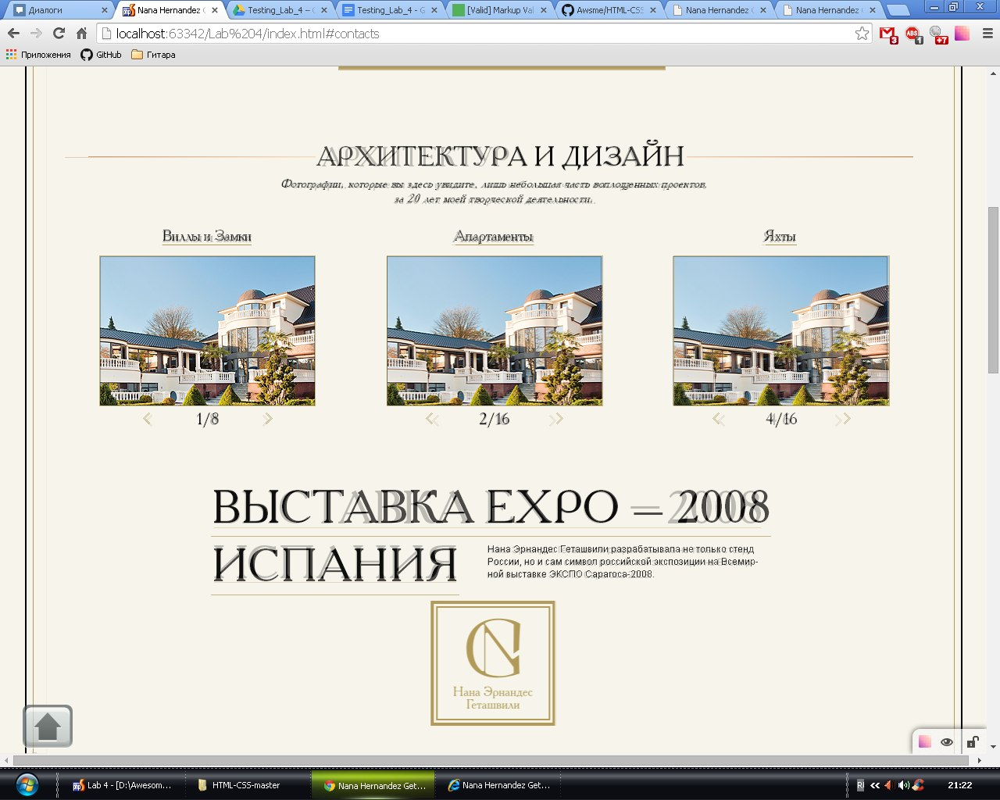 Диалоги
Nana Hernandez G
Testing_Lab_4 – G
Testing_Lab_4 - G
[Valid] Markup Val
Awsme/HTML-CSS
Nana Hernandez G
Nana Hernandez G
localhost:63342/Lab%204/index.html#contacts
3
ABS
1
+7
Приложения
GitHub
Гитара
АРХИТЕКТУРА И ДИЗАЙН
Фотографии, которые вы здесь увидите, лишь небольшая часть воплощенных проектов,
за 20 лет моей творческой деятельности.
Виллы и Замки
Апартаменты
Яхты
1/8
2/16
4/16
ВЫСТАВКА EXPO – 2008
ИСПАНИЯ
Нана Эрнандес Геташвили разрабатывала не только стенд
России, но и сам символ российской экспозиции на Всемир-
ной выставке ЭКСПО Сарагоса-2008.
Нана Эрнандес
Геташвили
Lab 4 - [D:\Awesom...
HTML-CSS-master
Nana Hernandez Get...
Nana Hernandez Get...
21:22